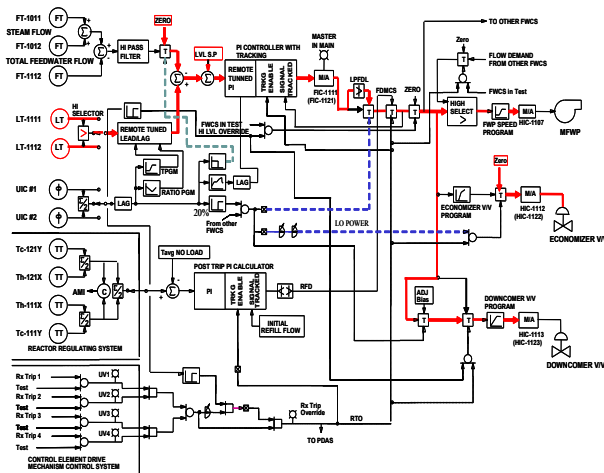 FT-1011
FT
STEAM FLOW
FT-1012
FT
TOTAL FEEDWATER FLOW
FT-1112
FT
HI PASS
FILTER
ZERO
T
LVL S.P
PI CONTROLLER WITH
TRACKING
REMOTE
TUNNED
PI
TRKG
ENABLE
SIGNAL
TRACKED
MASTER
IN MAIN
M/A
FIC-1111
(FIC-1121)
LPFDL
T
FDMCS
T
ZERO
T
TO OTHER FWCS
Zero
T
FLOW DEMAND
FROM OTHER FWCS
FWCS in Test
HIGH
SELECT
>
FWP SPEED
PROGRAM
M/A
HIC-1107
MFWP
LT-1111
LT
HI
SELECTOR
>
LT-1112
LT
REMOTE TUNED
LEADLAG
FWCS IN TEST
HI LVL OVERRIDE
TPGM
RATIO PGM
LAG
LAG
20%
From other
FWCS
LO POWER
UIC #1
Φ
UIC #2
Φ
Zero
ECONOMIZER V/V
PROGRAM
T
M/A
HIC-1112
(HIC-1122)
ECONOMIZER V/V
Tc-121Y
TT
Th-121X
TT
AMI
C
Th-111X
TT
Tc-111Y
TT
REACTOR REGULATING SYSTEM
Tavg NO LOAD
POST TRIP PI CALCULATOR
PI
TRKG
ENABLE
SIGNAL
TRACKED
RFD
INITIAL
REFILL FLOW
ADJ
Bias
T
T
DOWNCOMER V/V
PROGRAM
M/A
HIC-1113
(HIC-1123)
DOWNCOMER V/V
Rx Trip 1
Test
UV1
Rx Trip 2
Test
UV2
Rx Trip 3
Test
UV3
Rx Trip 4
Test
UV4
CONTROL ELEMENT DRIVE
MECHANISM CONTROL SYSTEM
Rx Trip
Override
RTO
TO PDAS